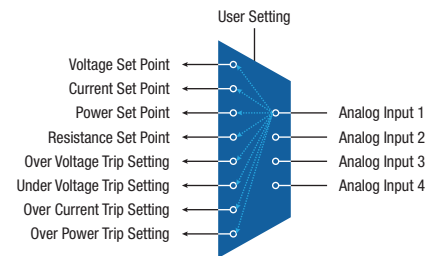 User Setting
Voltage Set Point
Current Set Point
Power Set Point
Resistance Set Point
Over Voltage Trip Setting
Under Voltage Trip Setting
Over Current Trip Setting
Over Power Trip Setting
Analog Input 1
Analog Input 2
Analog Input 3
Analog Input 4